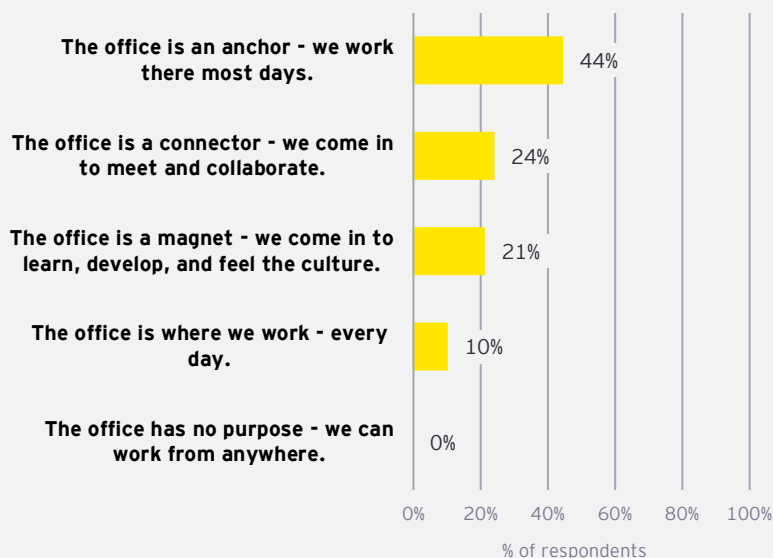 The office is an anchor - we work
there most days.
44%
The office is a connector - we come in
to meet and collaborate.
24%
The office is a magnet - we come in to
learn, develop, and feel the culture.
21%
The office is where we work - every
day.
10%
The office has no purpose - we can
work from anywhere.
0%
0% 20% 40% 60% 80% 100%
% of respondents